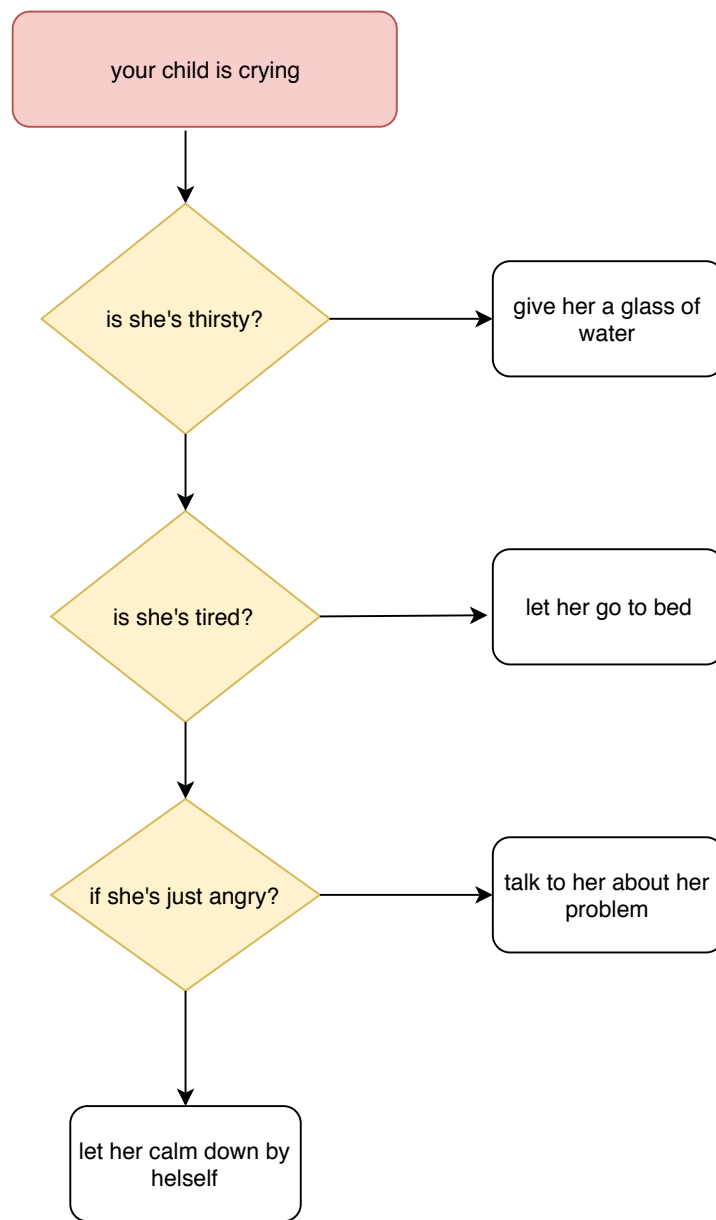 your child is crying
is she's thirsty?
give her a glass of
water
is she's tired?
let her go to bed
if she's just angry?
talk to her about her
problem
let her calm down by
helself